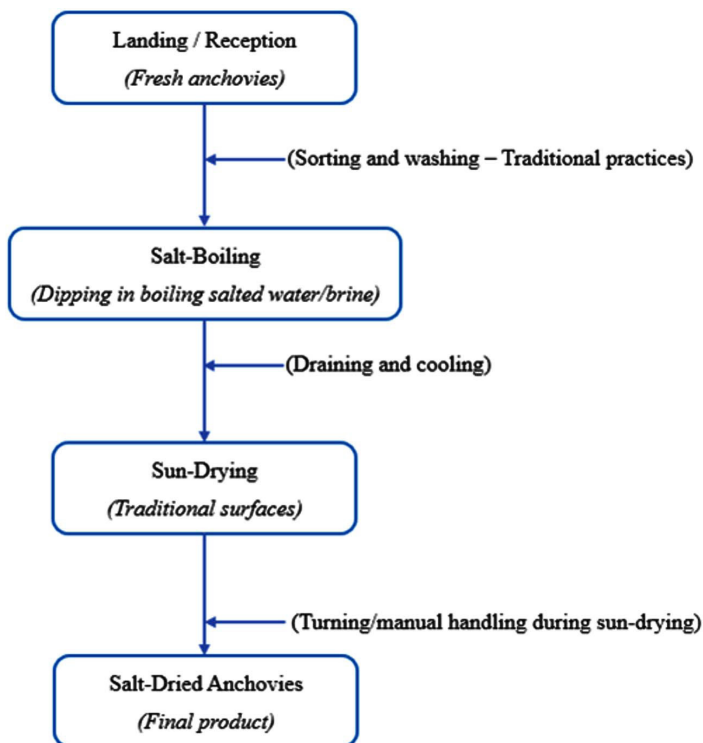 Landing / Reception
(Fresh anchovies)
(Sorting and washing – Traditional practices)
Salt-Boiling
(Dipping in boiling salted water/brine)
(Draining and cooling)
Sun-Drying
(Traditional surfaces)
(Turning/manual handling during sun-drying)
Salt-Dried Anchovies
(Final product)